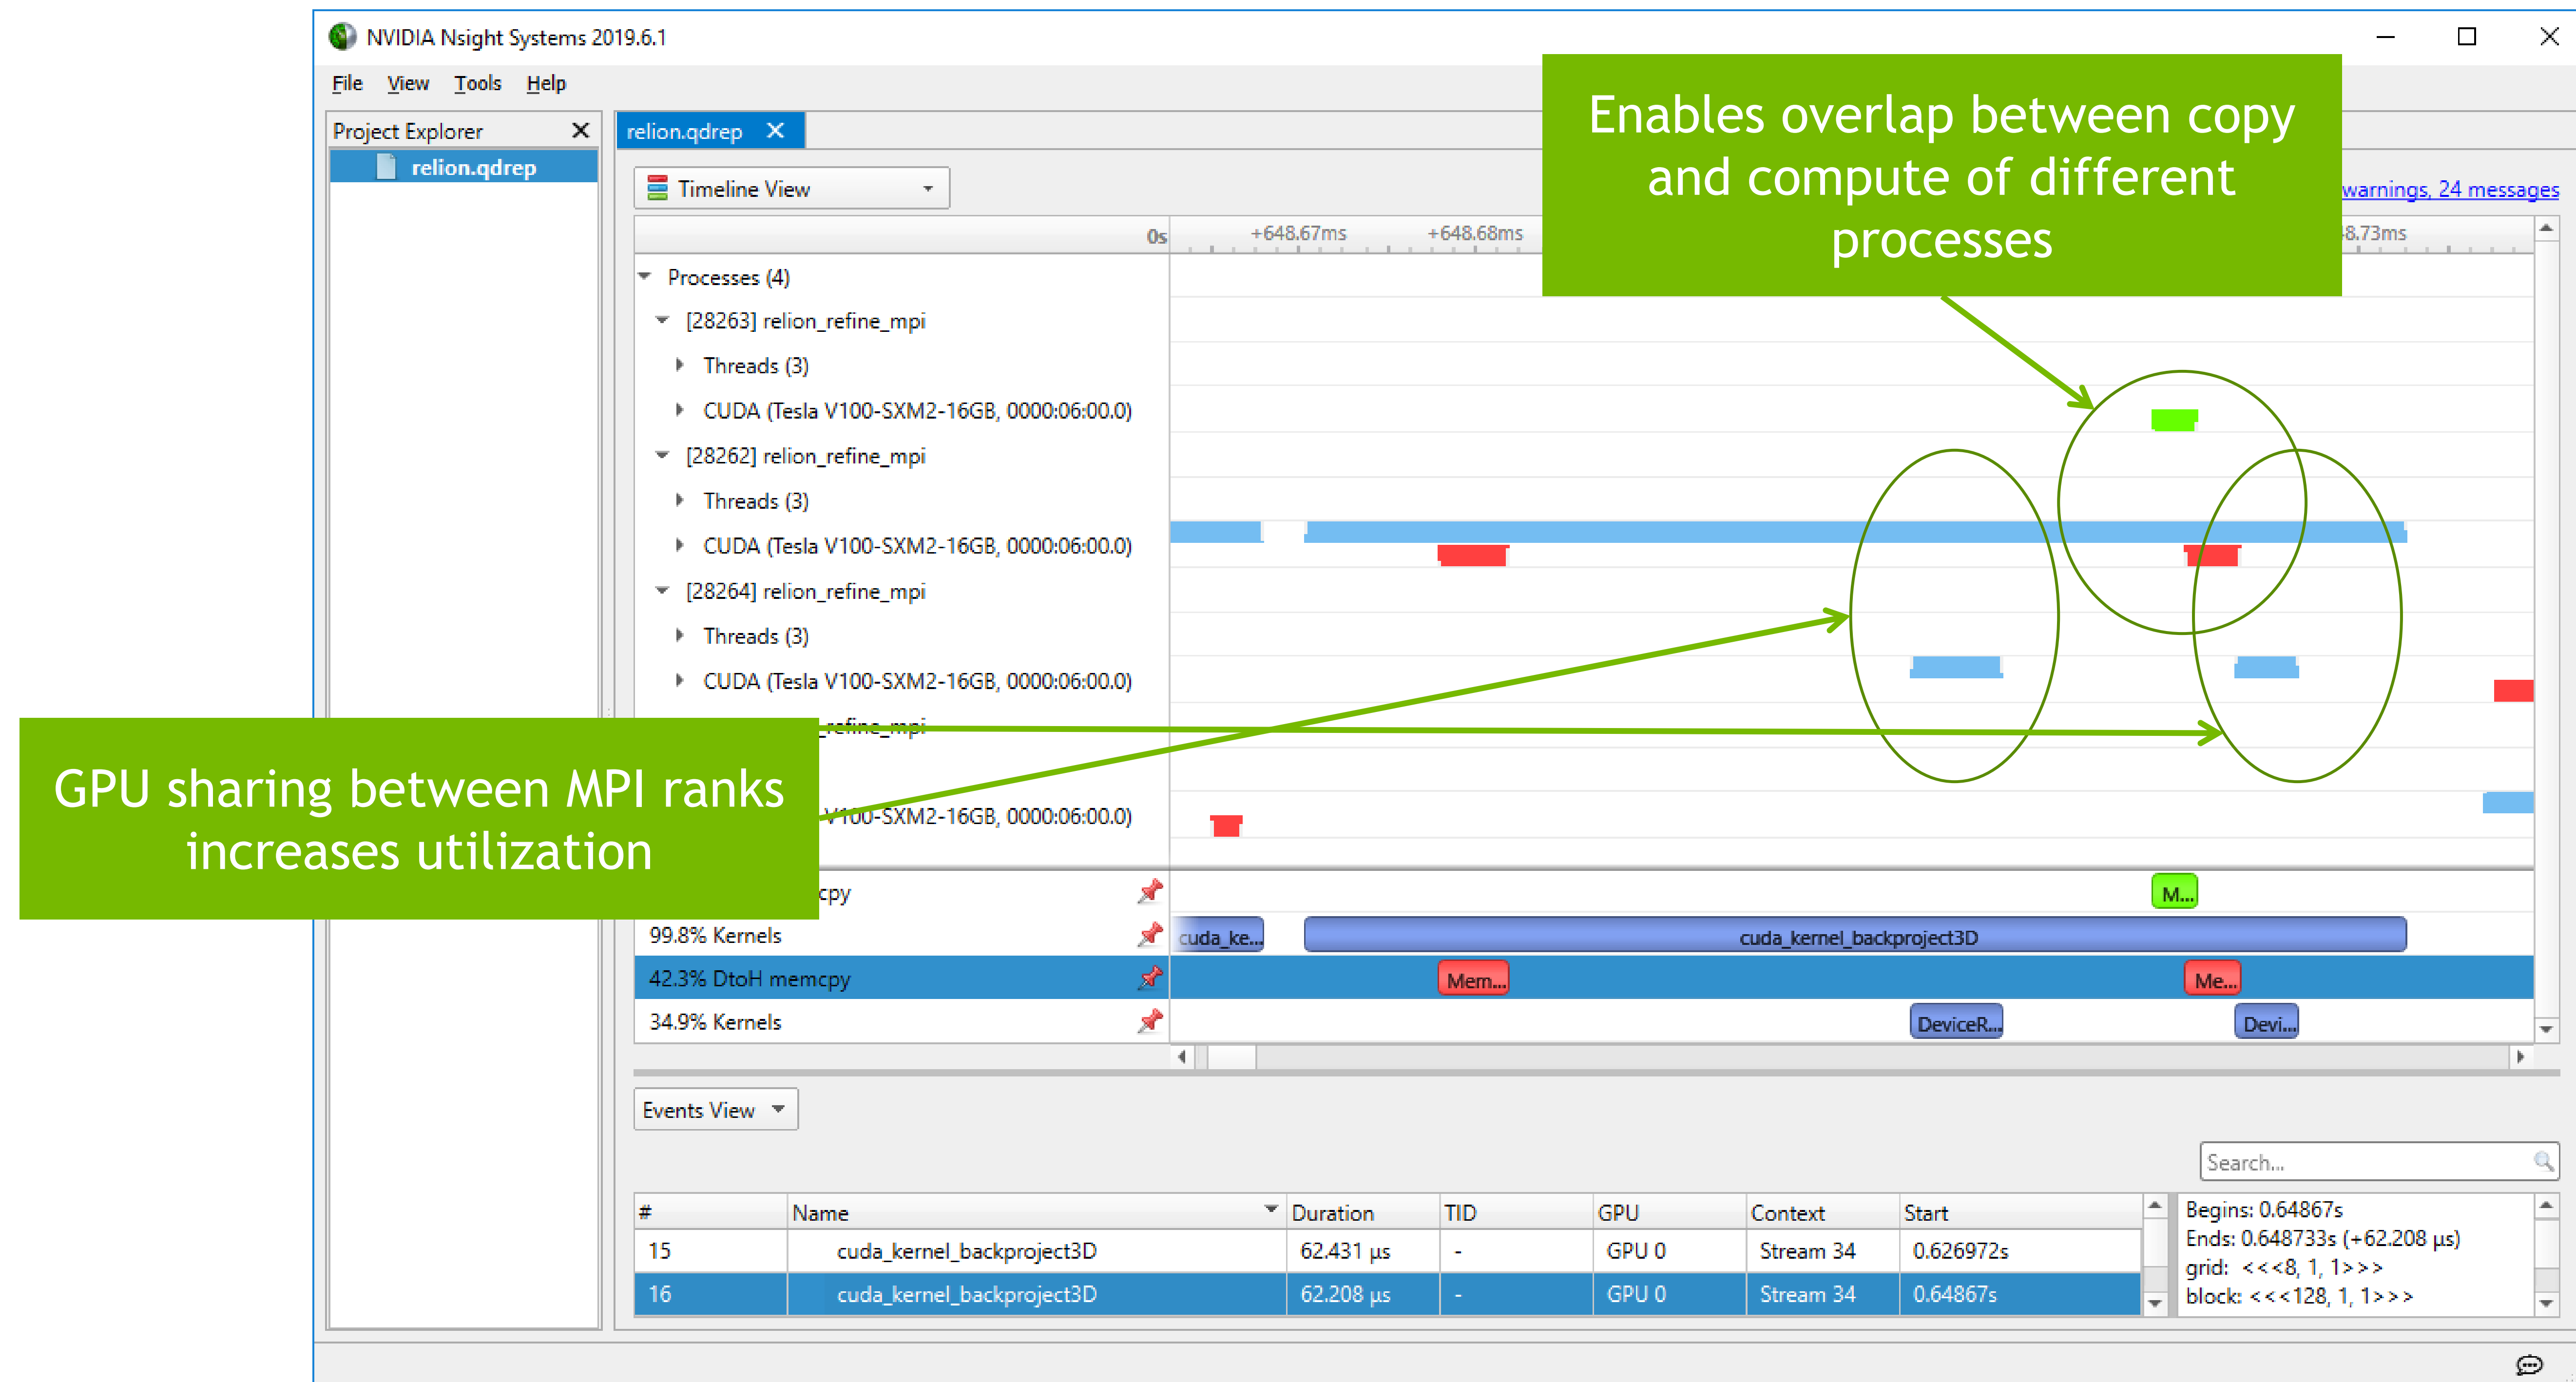 NVIDIA Nsight Systems 2019.6.1
File View Tools Help
Enables overlap between copy
and compute of different
processes
Project Explorer
relion.qdrep
relion.qdrep
Timeline View
warnings, 24 messages
0s +648.67ms +648.68ms 8.73ms
Processes (4)
[28263] relion_refine_mpi
Threads (3)
CUDA (Tesla V100-SXM2-16GB, 0000:06:00.0)
[28262] relion_refine_mpi
Threads (3)
CUDA (Tesla V100-SXM2-16GB, 0000:06:00.0)
[28264] relion_refine_mpi
Threads (3)
CUDA (Tesla V100-SXM2-16GB, 0000:06:00.0)
_refine_mpi
V100-SXM2-16GB, 0000:06:00.0)
GPU sharing between MPI ranks
increases utilization
cpy M...
99.8% Kernels cuda_ke... cuda_kernel_backproject3D
42.3% DtoH memcpy Mem... Me...
34.9% Kernels DeviceR... Devi...
Events View
Search...
# Name Duration TID GPU Context Start
15 cuda_kernel_backproject3D 62.431 µs - GPU 0 Stream 34 0.626972s
16 cuda_kernel_backproject3D 62.208 µs - GPU 0 Stream 34 0.64867s
Begins: 0.64867s
Ends: 0.648733s (+62.208 µs)
grid: <<<8, 1, 1>>>
block: <<<128, 1, 1>>>